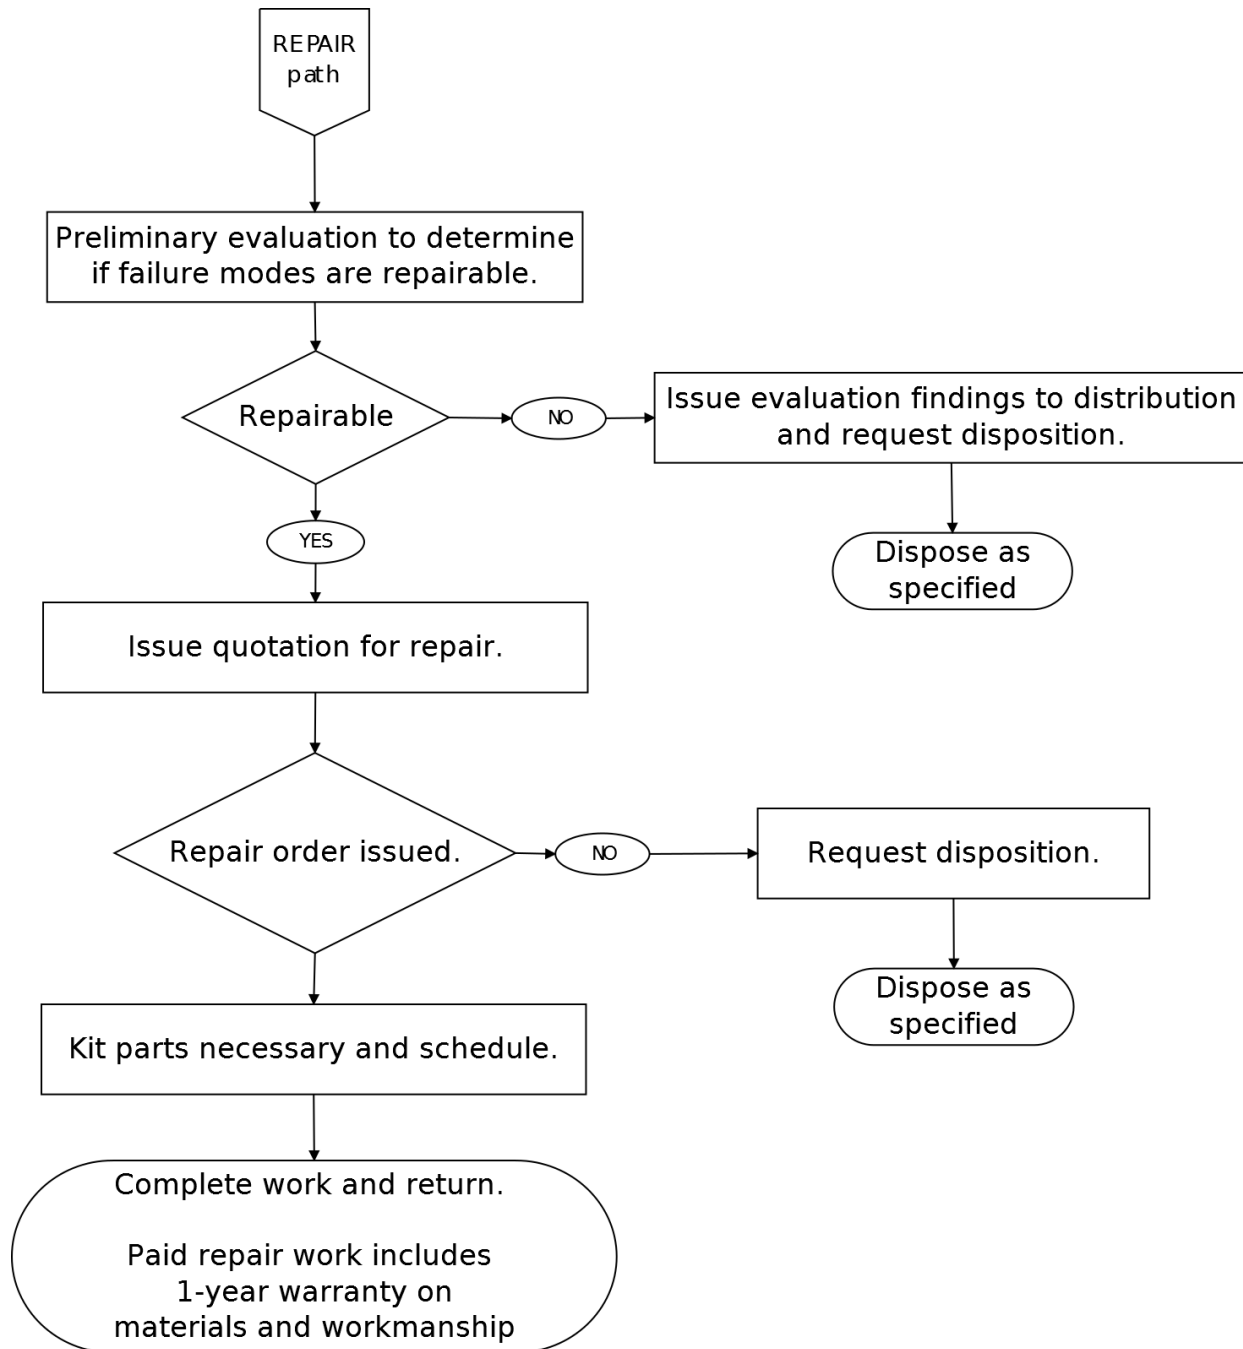 REPAIR
path
Preliminary evaluation to determine
if failure modes are repairable.
Repairable
NO
Issue evaluation findings to distribution
and request disposition.
YES
Dispose as
specified
Issue quotation for repair.
Repair order issued.
NO
Request disposition.
Dispose as
specified
Kit parts necessary and schedule.
Complete work and return.
Paid repair work includes
1-year warranty on
materials and workmanship